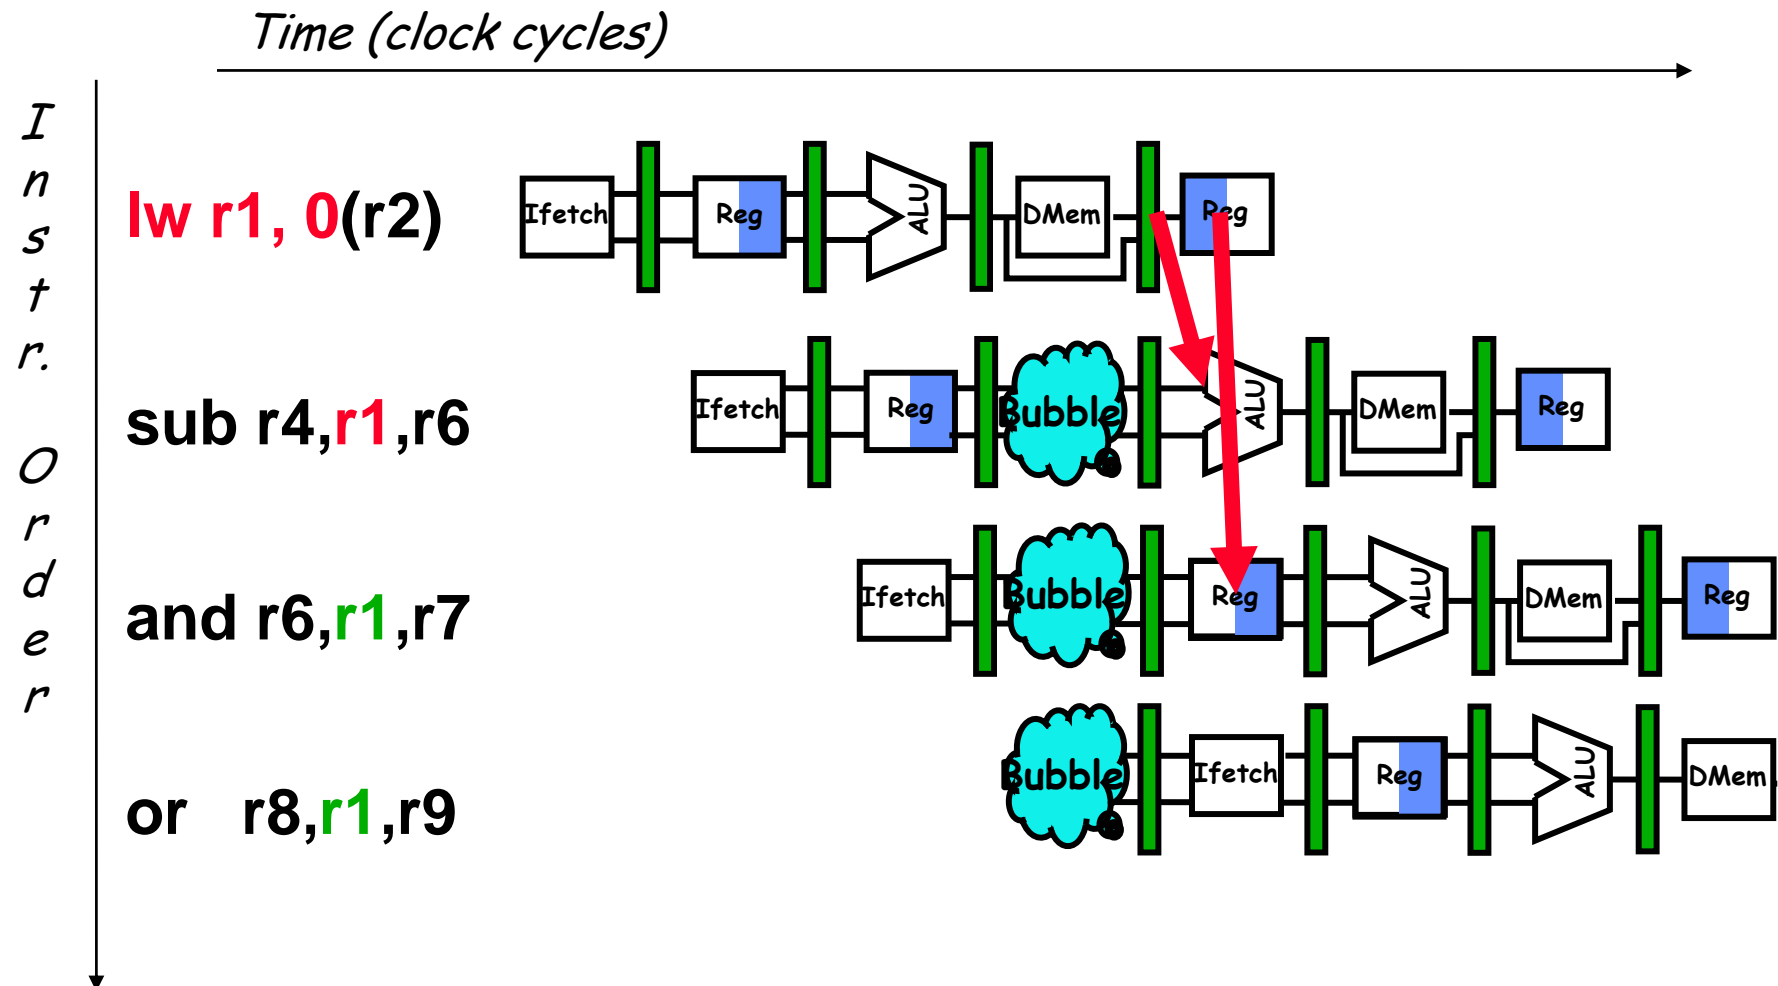 Time (clock cycles)
Instr. Order
lw r1, 0(r2)
Ifetch Reg ALU DMem Reg
sub r4,r1,r6
Ifetch Reg Bubble ALU DMem Reg
and r6,r1,r7
Ifetch Bubble Reg ALU DMem Reg
or r8,r1,r9
Bubble Ifetch Reg ALU DMem